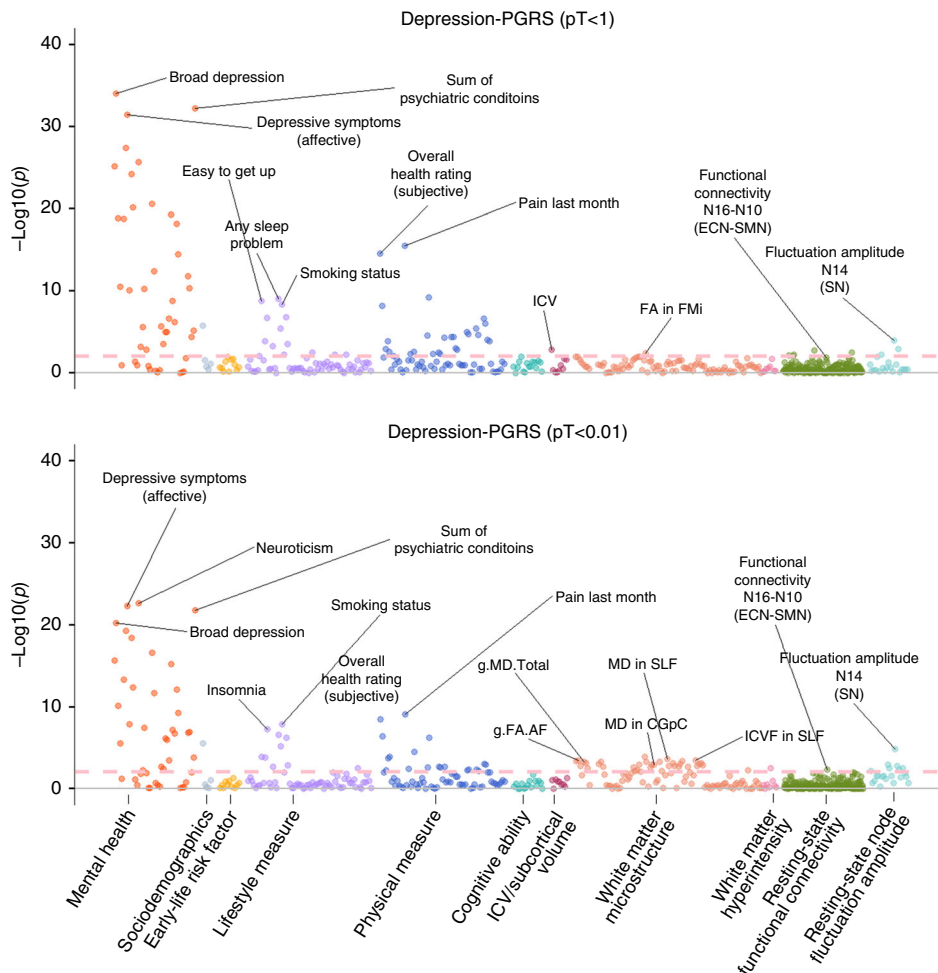 Depression-PGRS (pT<1)
40
30
20
10
0
−Log10(p)
Broad depression
Sum of
psychiatric conditoins
Depressive symptoms
(affective)
Easy to get up
Any sleep
problem
Smoking status
Overall
health rating
(subjective)
Pain last month
ICV
FA in FMi
Functional
connectivity
N16-N10
(ECN-SMN)
Fluctuation amplitude
N14
(SN)
Depression-PGRS (pT<0.01)
40
30
20
10
0
−Log10(p)
Depressive symptoms
(affective)
Neuroticism
Sum of
psychiatric conditoins
Broad depression
Smoking status
Insomnia
Overall
health rating
(subjective)
Pain last month
g.MD.Total
g.FA.AF
MD in SLF
MD in CGpC
ICVF in SLF
Functional
connectivity
N16-N10
(ECN-SMN)
Fluctuation amplitude
N14
(SN)
Mental health
Sociodemographics
Early-life risk factor
Lifestyle measure
Physical measure
Cognitive ability
ICV/subcortical
volume
White matter
microstructure
White matter
hyperintensity
Resting-state
functional connectivity
Resting-state node
fluctuation amplitude